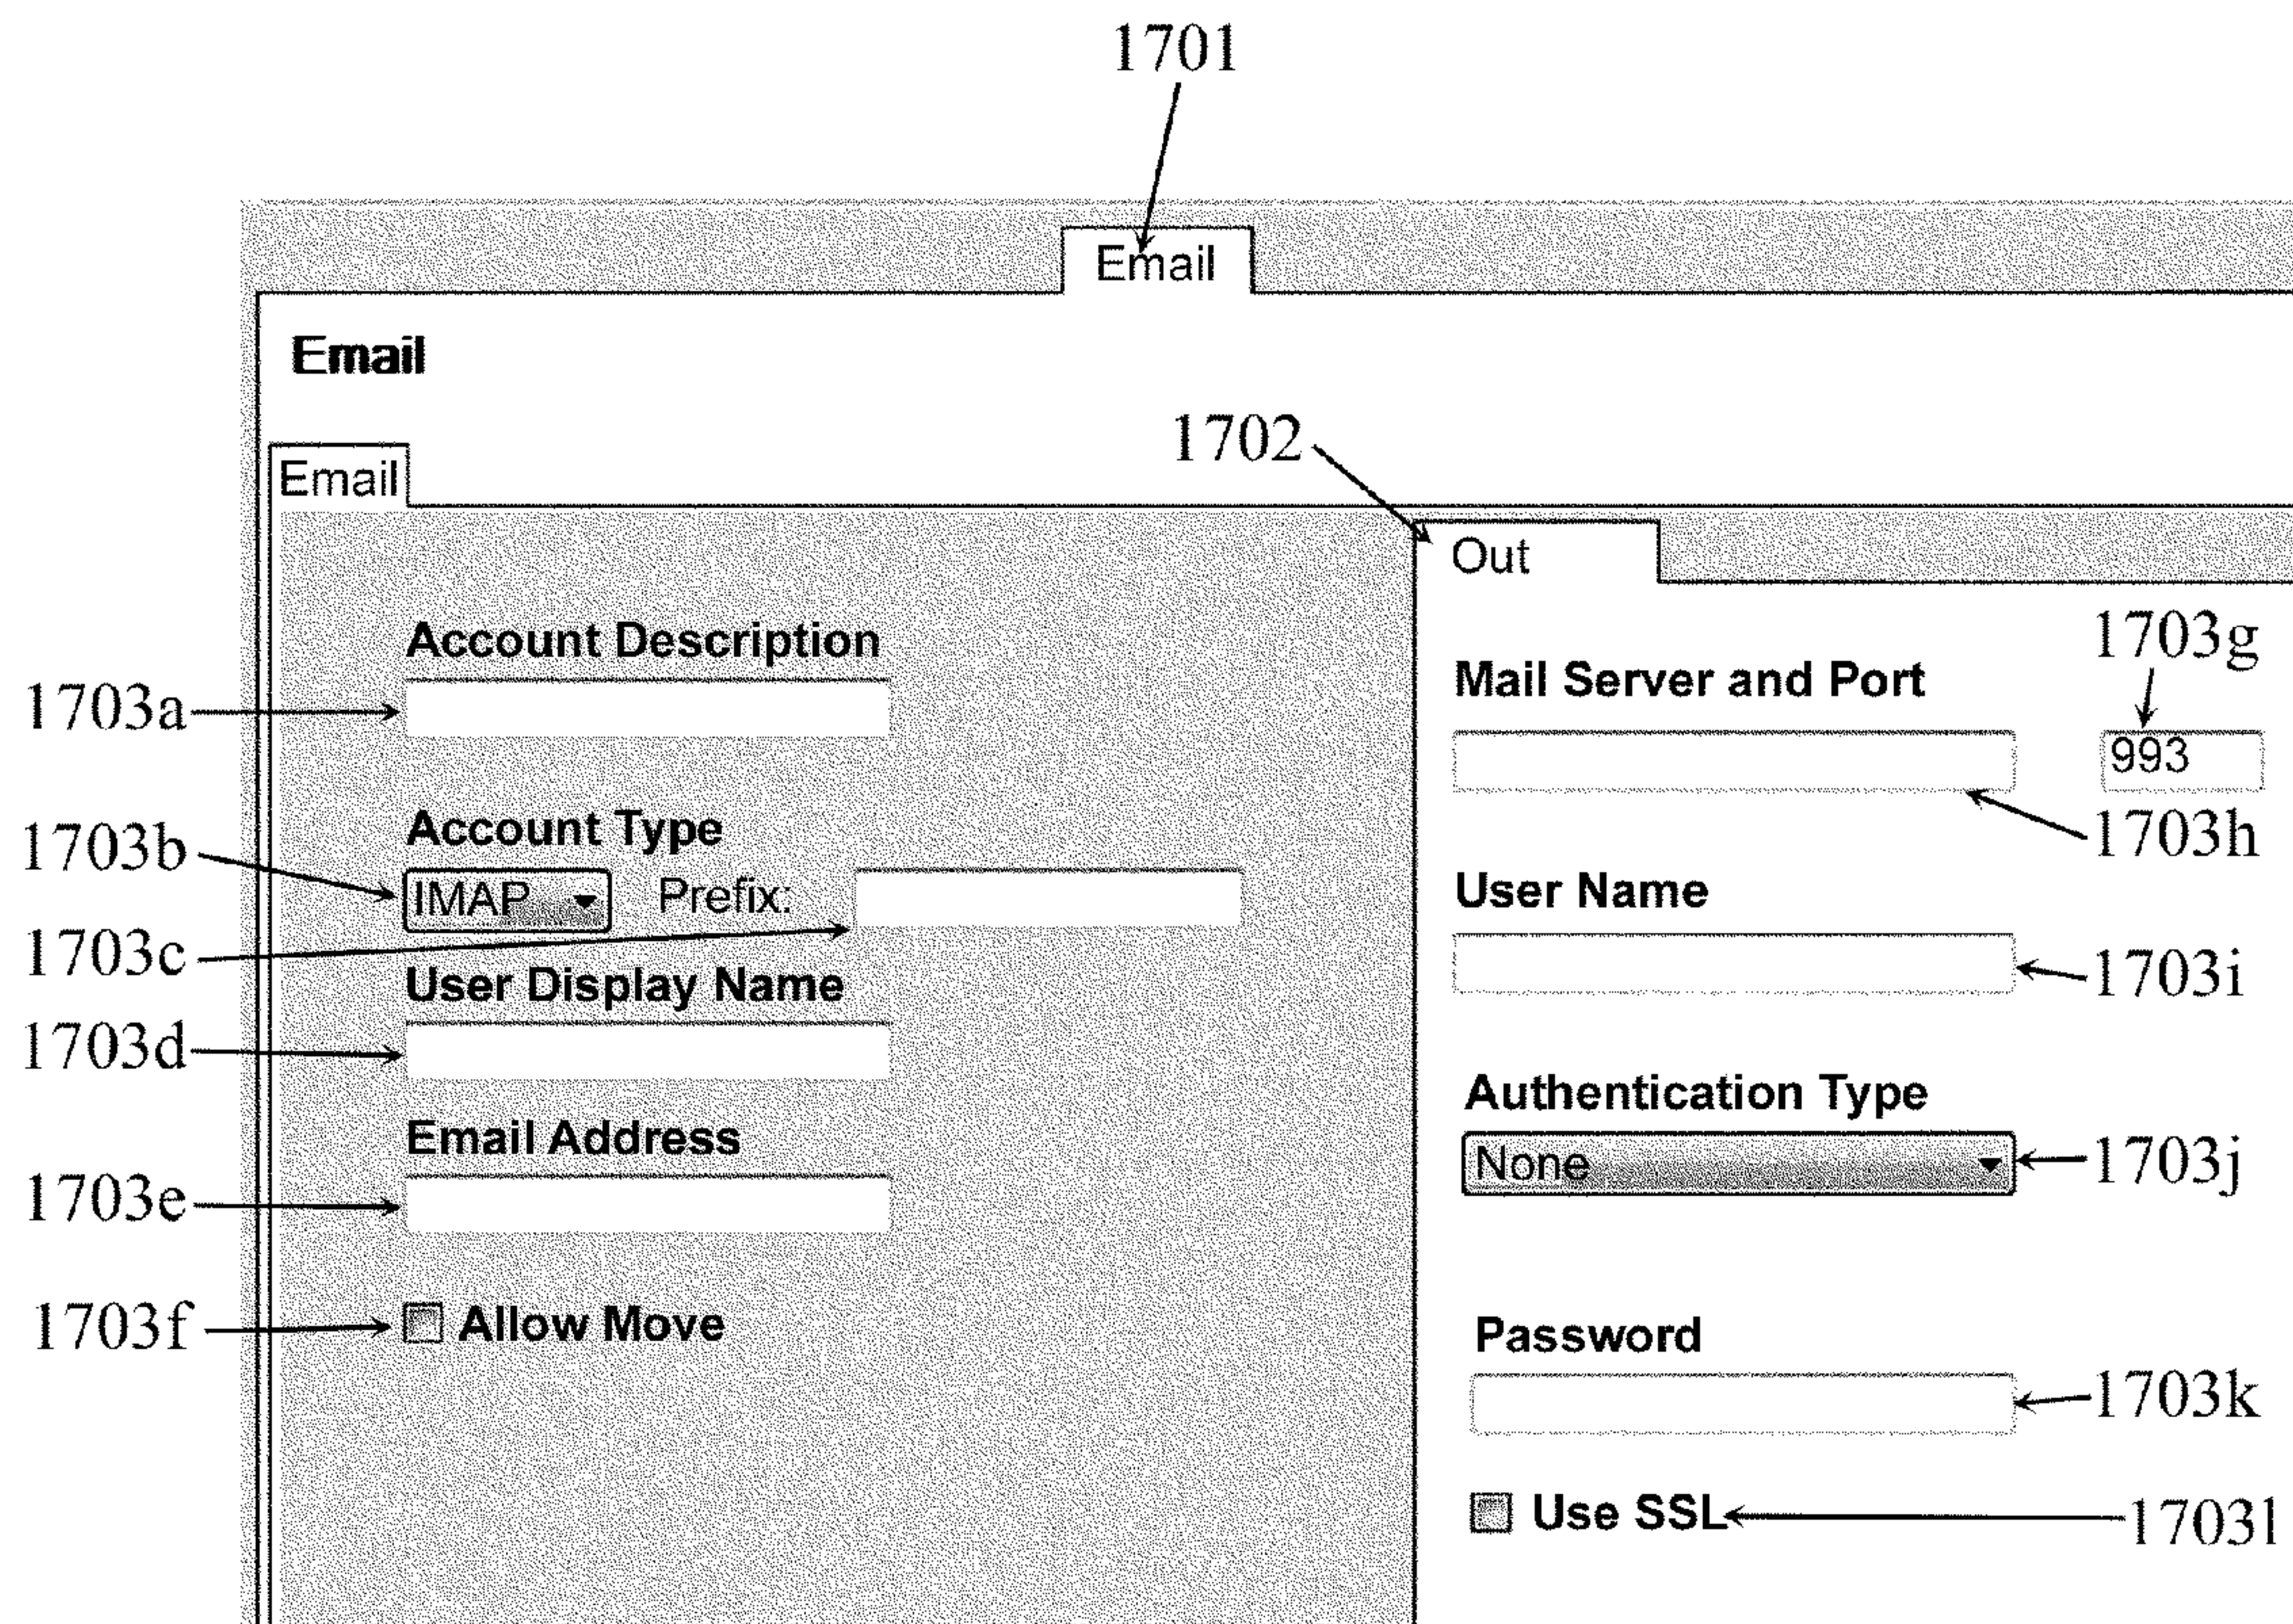 1701
Email
Email
1702
Email
Out
Account Description
1703a
Account Type
1703b
IMAP Prefix:
1703c
User Display Name
1703d
Email Address
1703e
1703f
Allow Move
Mail Server and Port
1703g
993
1703h
User Name
1703i
Authentication Type
None
1703j
Password
1703k
Use SSL
1703l